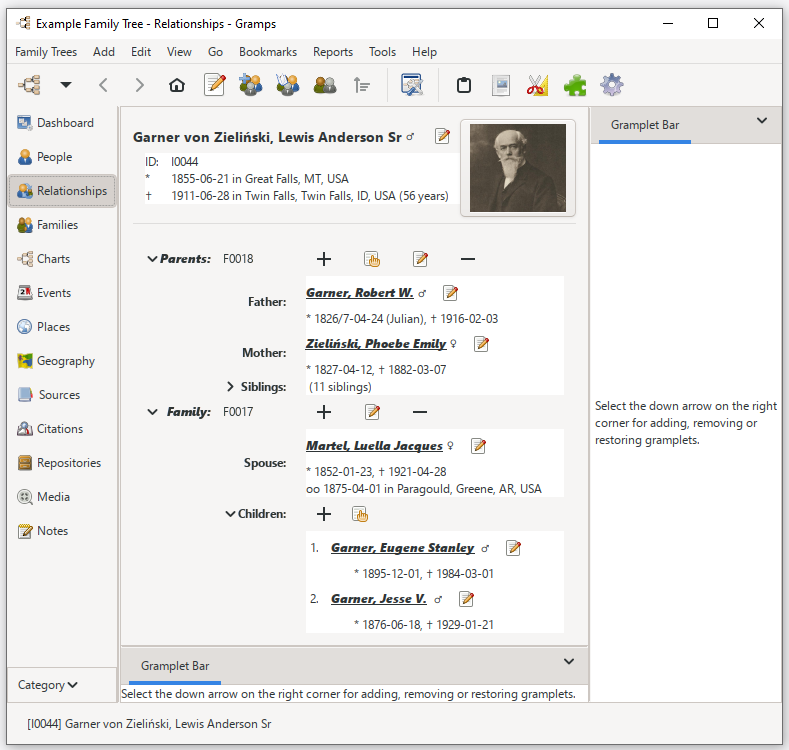 Example Family Tree - Relationships - Gramps
Family Trees Add Edit View Go Bookmarks Reports Tools Help
Dashboard
People
Relationships
Families
Charts
Events
Places
Geography
Sources
Citations
Repositories
Media
Notes
Category
Garner von Zieliński, Lewis Anderson Sr ♂
ID: I0044
* 1855-06-21 in Great Falls, MT, USA
† 1911-06-28 in Twin Falls, Twin Falls, ID, USA (56 years)
Parents: F0018
Father: Garner, Robert W. ♂
* 1826/7-04-24 (Julian), † 1916-02-03
Mother: Zieliński, Phoebe Emily ♀
* 1827-04-12, † 1882-03-07
Siblings: (11 siblings)
Family: F0017
Spouse: Martel, Luella Jacques ♀
* 1852-01-23, † 1921-04-28
oo 1875-04-01 in Paragould, Greene, AR, USA
Children:
1. Garner, Eugene Stanley ♂
* 1895-12-01, † 1984-03-01
2. Garner, Jesse V. ♂
* 1876-06-18, † 1929-01-21
Gramplet Bar
Select the down arrow on the right corner for adding, removing or restoring gramplets.
Gramplet Bar
Select the down arrow on the right
corner for adding, removing or
restoring gramplets.
[I0044] Garner von Zieliński, Lewis Anderson Sr